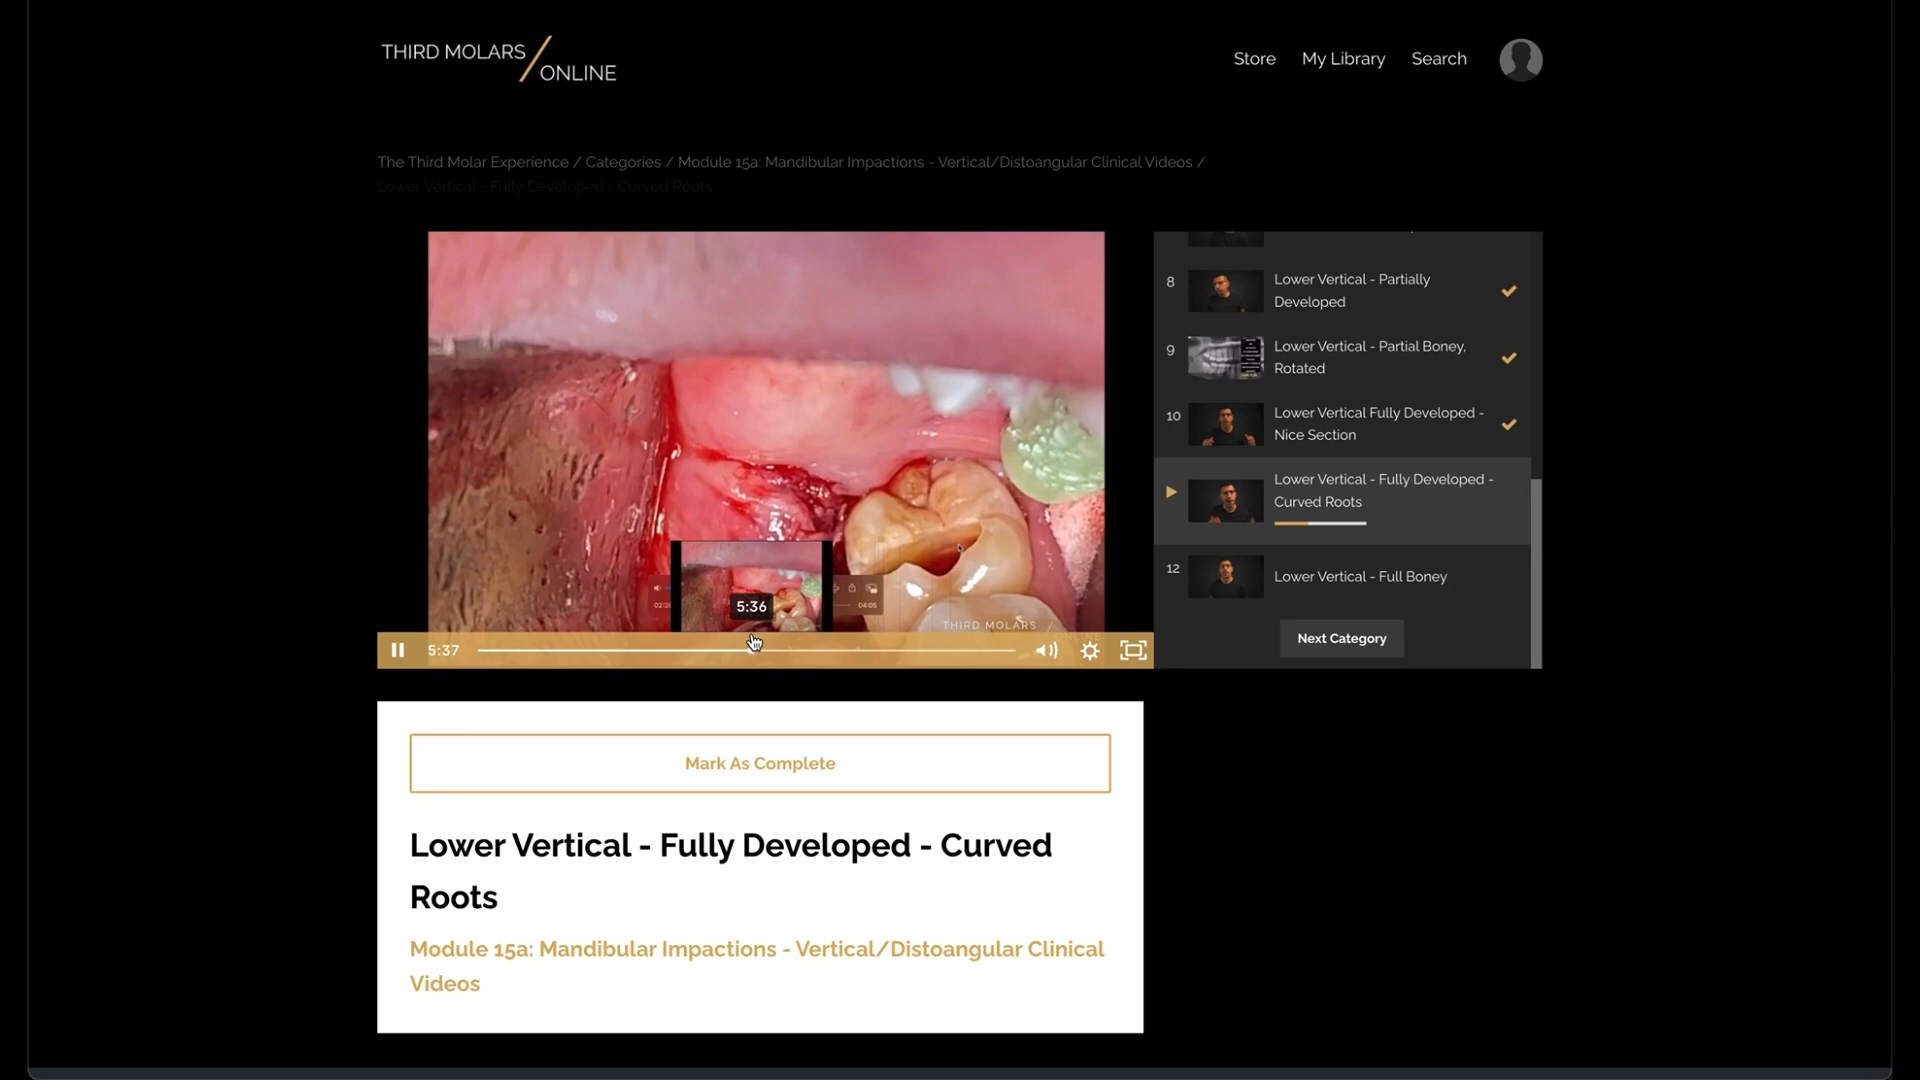 THIRD MOLARS
ONLINE
Store
My Library
Search
The Third Molar Experience / Categories / Module 15a: Mandibular Impactions - Vertical/Distoangular Clinical Videos /
Lower Vertical - Fully Developed - Curved Roots
8
Lower Vertical - Partially
Developed
9
Lower Vertical - Partial Boney,
Rotated
10
Lower Vertical Fully Developed -
Nice Section
Lower Vertical - Fully Developed -
Curved Roots
12
Lower Vertical - Full Boney
Next Category
04:05
5:36
THIRD MOLARS
ONLINE
5:37
Mark As Complete
Lower Vertical - Fully Developed - Curved
Roots
Module 15a: Mandibular Impactions - Vertical/Distoangular Clinical
Videos